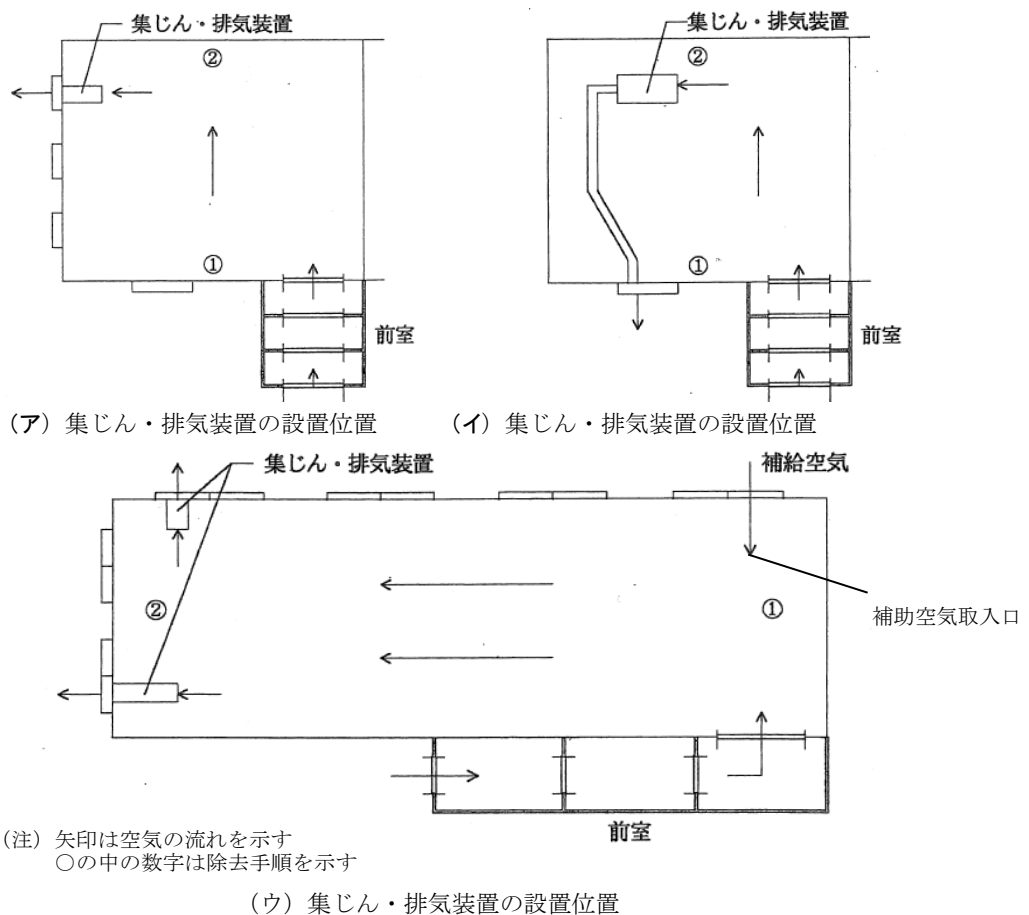 集じん・排気装置
②
①
前室
(ア) 集じん・排気装置の設置位置
集じん・排気装置
②
①
前室
(イ) 集じん・排気装置の設置位置
集じん・排気装置
補給空気
②
①
補助空気取入口
前室
(注) 矢印は空気の流れを示す
○の中の数字は除去手順を示す
(ウ) 集じん・排気装置の設置位置